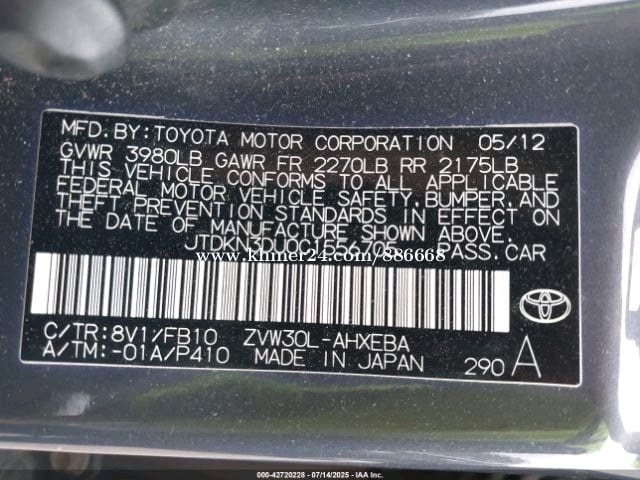 MFD.BY:TOYOTA MOTOR CORPORATION 05/12
GVWR 3980LB GAWR FR 2270LB RR 2175LB
THIS VEHICLE CONFORMS TO ALL APPLICABLE
FEDERAL MOTOR VEHICLE SAFETY,BUMPER,AND
THEFT PREVENTION STANDARDS IN EFFECT ON
THE DATE OF MANUFACTURE SHOWN ABOVE.
JTDKN3DU0C1556705 PASS.CAR
www.khmer24.com/886668
C/TR:8V1/FB10 ZVW30L-AHXEBA
A/TM:-01A/P410 MADE IN JAPAN
290 A
000-42720228 - 07/14/2025 - IAA Inc.